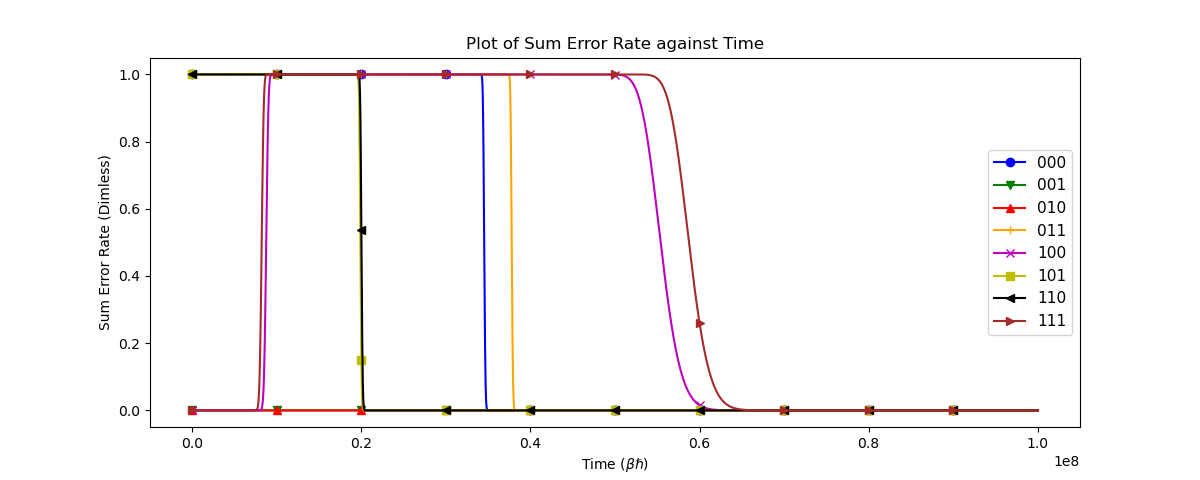 Plot of Sum Error Rate against Time
Sum Error Rate (Dimless)
1.0
0.8
0.6
0.4
0.2
0.0
000
001
010
011
100
101
110
111
0.0 0.2 0.4 0.6 0.8 1.0
1e8
Time (βℏ)